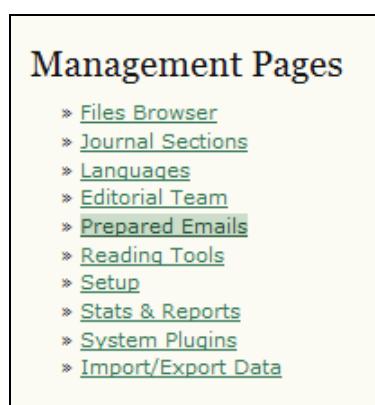 Management Pages
» Files Browser
» Journal Sections
» Languages
» Editorial Team
» Prepared Emails
» Reading Tools
» Setup
» Stats & Reports
» System Plugins
» Import/Export Data